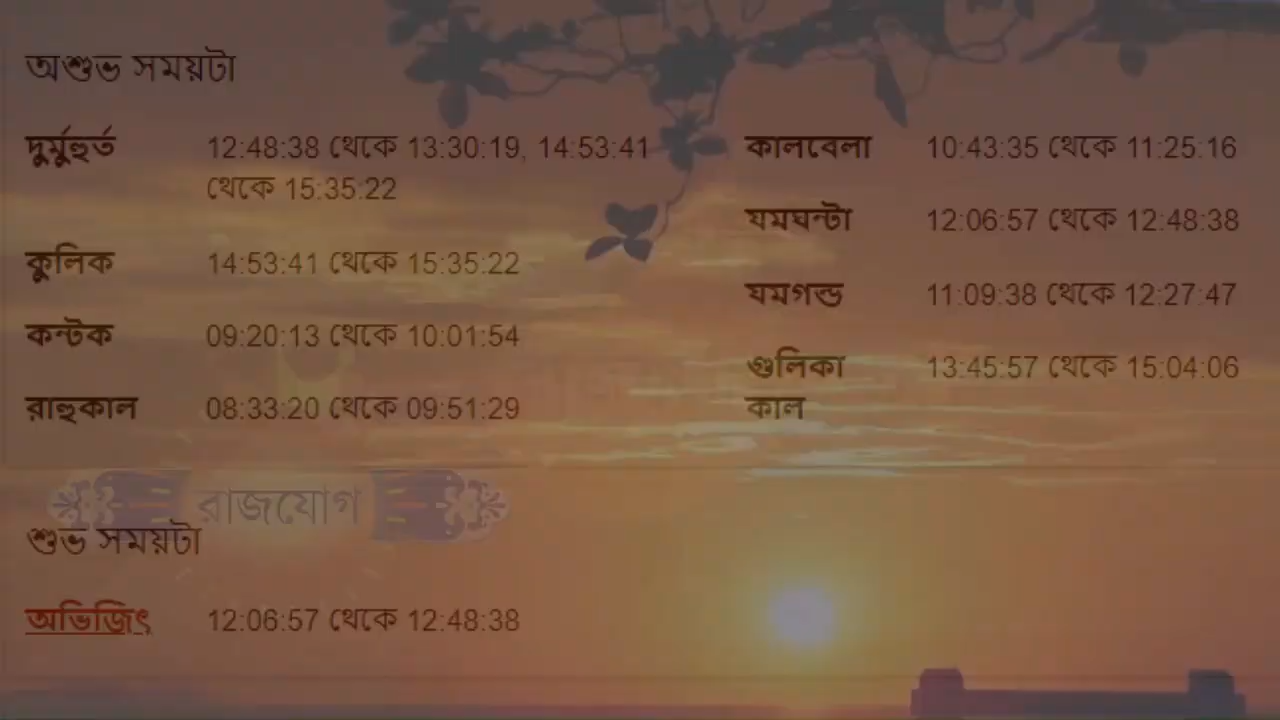 অশুভ সময়টা
দুর্মুহুর্ত 12:48:38 থেকে 13:30:19, 14:53:41
থেকে 15:35:22
কুলিক 14:53:41 থেকে 15:35:22
কন্টক 09:20:13 থেকে 10:01:54
রাহুকাল 08:33:20 থেকে 09:51:29
কালবেলা 10:43:35 থেকে 11:25:16
যমঘন্টা 12:06:57 থেকে 12:48:38
যমগন্ড 11:09:38 থেকে 12:27:47
গুলিকা 13:45:57 থেকে 15:04:06
কাল
রাজযোগ
শুভ সময়টা
অভিজিৎ 12:06:57 থেকে 12:48:38